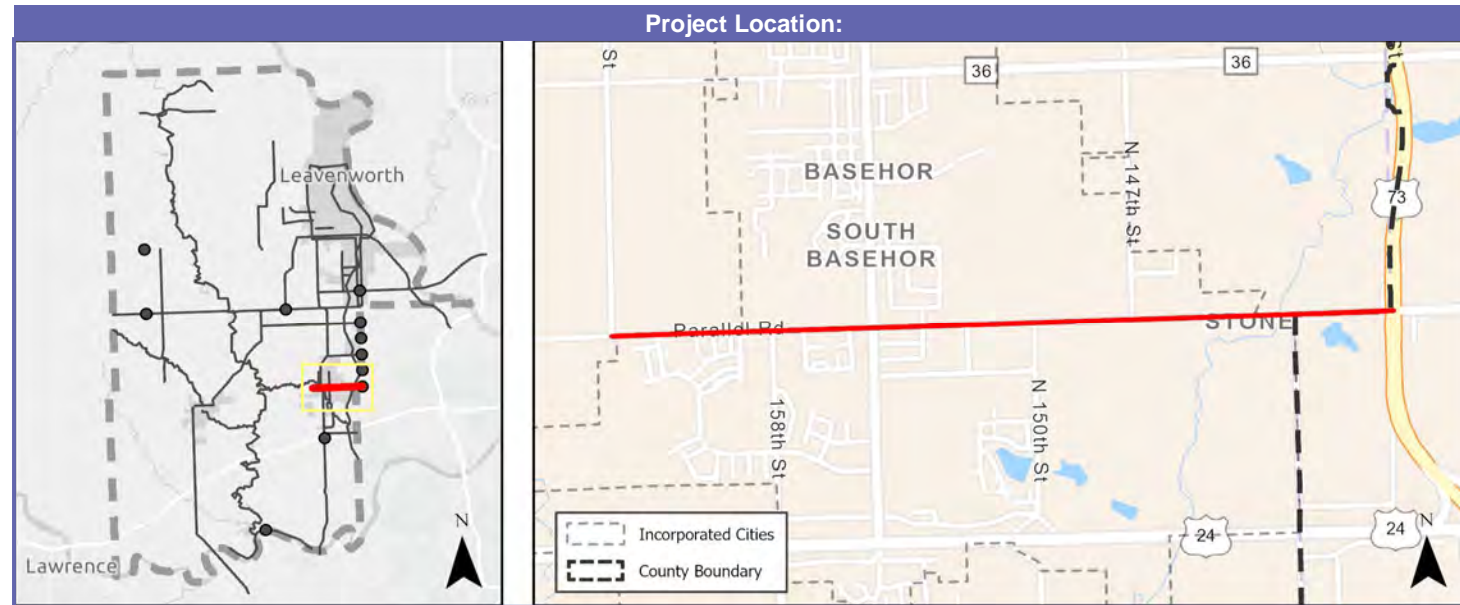 Project Location:
Leavenworth
Lawrence
N
St
36
36
St
BASEHOR
N 147th St
73
SOUTH
BASEHOR
Parallel Rd
STONE
158th St
N 150th St
24
24
N
Incorporated Cities
County Boundary